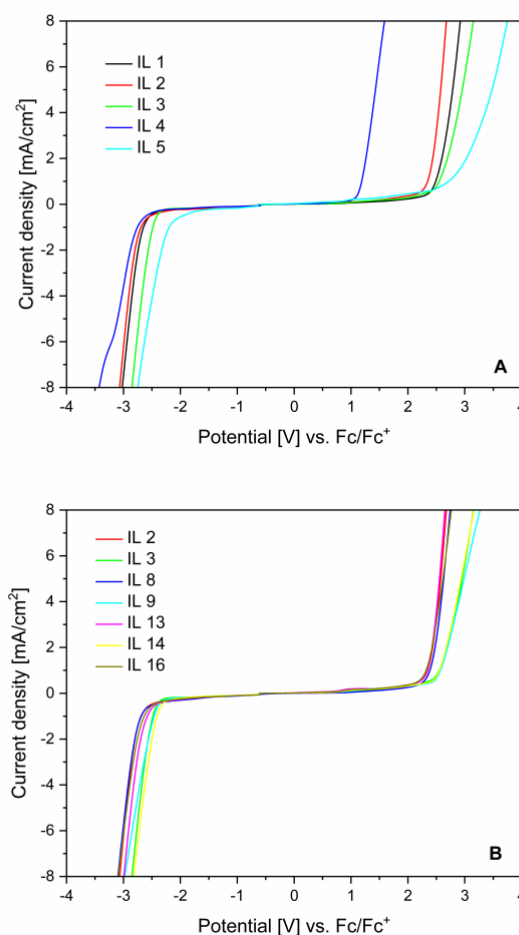 8
6
4
2
0
-2
-4
-6
-8
Current density [mA/cm²]
IL 1
IL 2
IL 3
IL 4
IL 5
A
-4 -3 -2 -1 0 1 2 3 4
Potential [V] vs. Fc/Fc⁺
8
6
4
2
0
-2
-4
-6
-8
Current density [mA/cm²]
IL 2
IL 3
IL 8
IL 9
IL 13
IL 14
IL 16
B
-4 -3 -2 -1 0 1 2 3 4
Potential [V] vs. Fc/Fc⁺